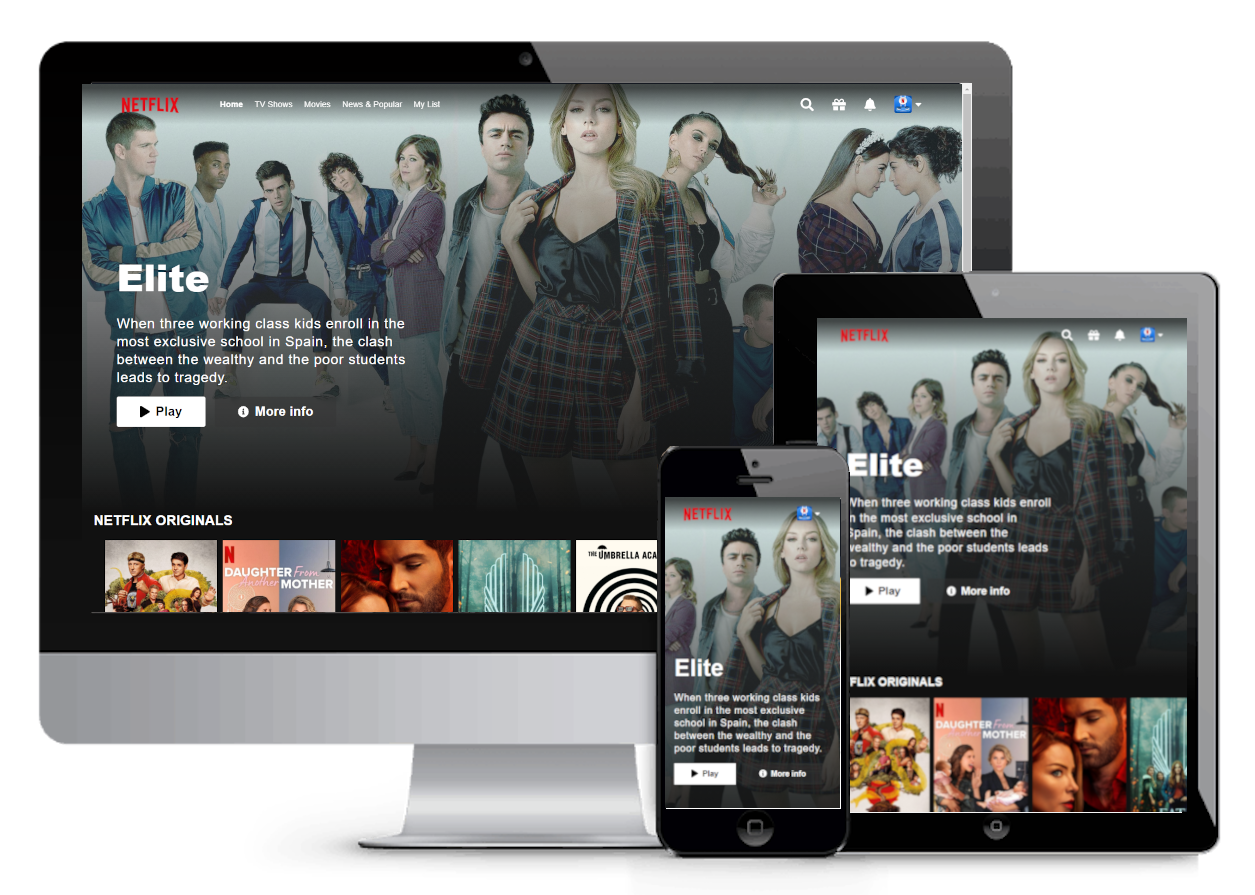 NETFLIX Home TV Shows Movies News & Popular My List
Elite
When three working class kids enroll in the
most exclusive school in Spain, the clash
between the wealthy and the poor students
leads to tragedy.
Play More info
NETFLIX ORIGINALS
N
DAUGHTER From
Another MOTHER
THE UMBRELLA ACA
NETFLIX
Elite
When three working class kids enroll
n the most exclusive school in
Spain, the clash between the
wealthy and the poor students leads
o tragedy.
Play More info
FLIX ORIGINALS
N
DAUGHTER From
Another MOTHER
NETFLIX
Elite
When three working class kids
enroll in the most exclusive
school in Spain, the clash
between the wealthy and the
poor students leads to tragedy.
Play More info